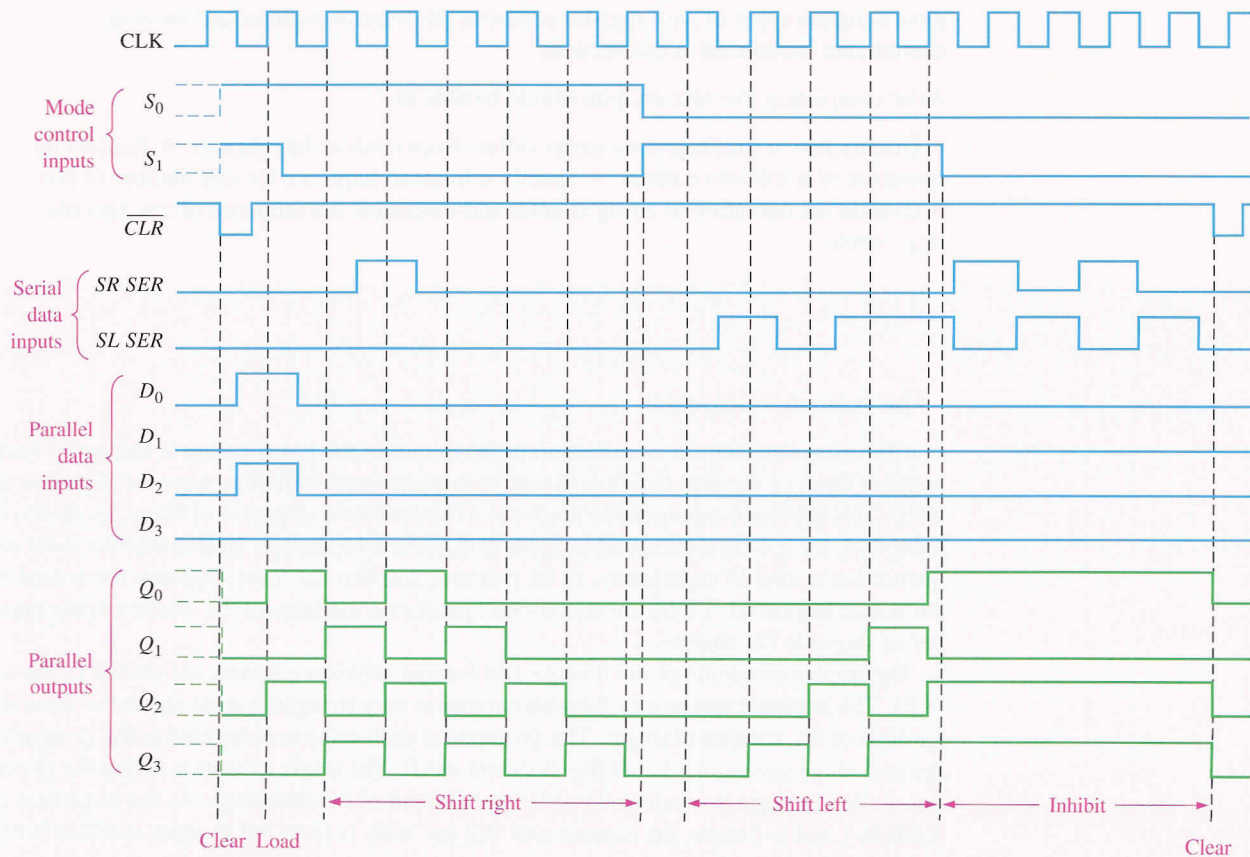 CLK
Mode
control
inputs
S0
S1
CLR
Serial
data
inputs
SR SER
SL SER
Parallel
data
inputs
D0
D1
D2
D3
Parallel
outputs
Q0
Q1
Q2
Q3
Shift right
Shift left
Inhibit
Clear
Load
Clear